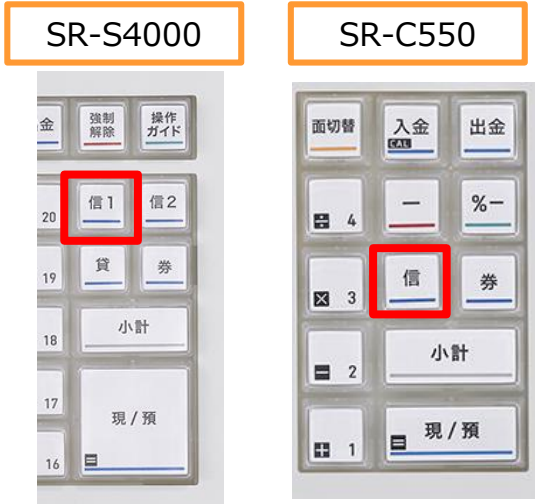 SR-S4000
金
強制
解除
操作
ガイド
20
信1
信2
19
貸
券
18
小計
17
現/預
16
SR-C550
面切替
入金
CAL
出金
÷ 4
−
%−
× 3
信
券
− 2
小計
+ 1
= 現/預